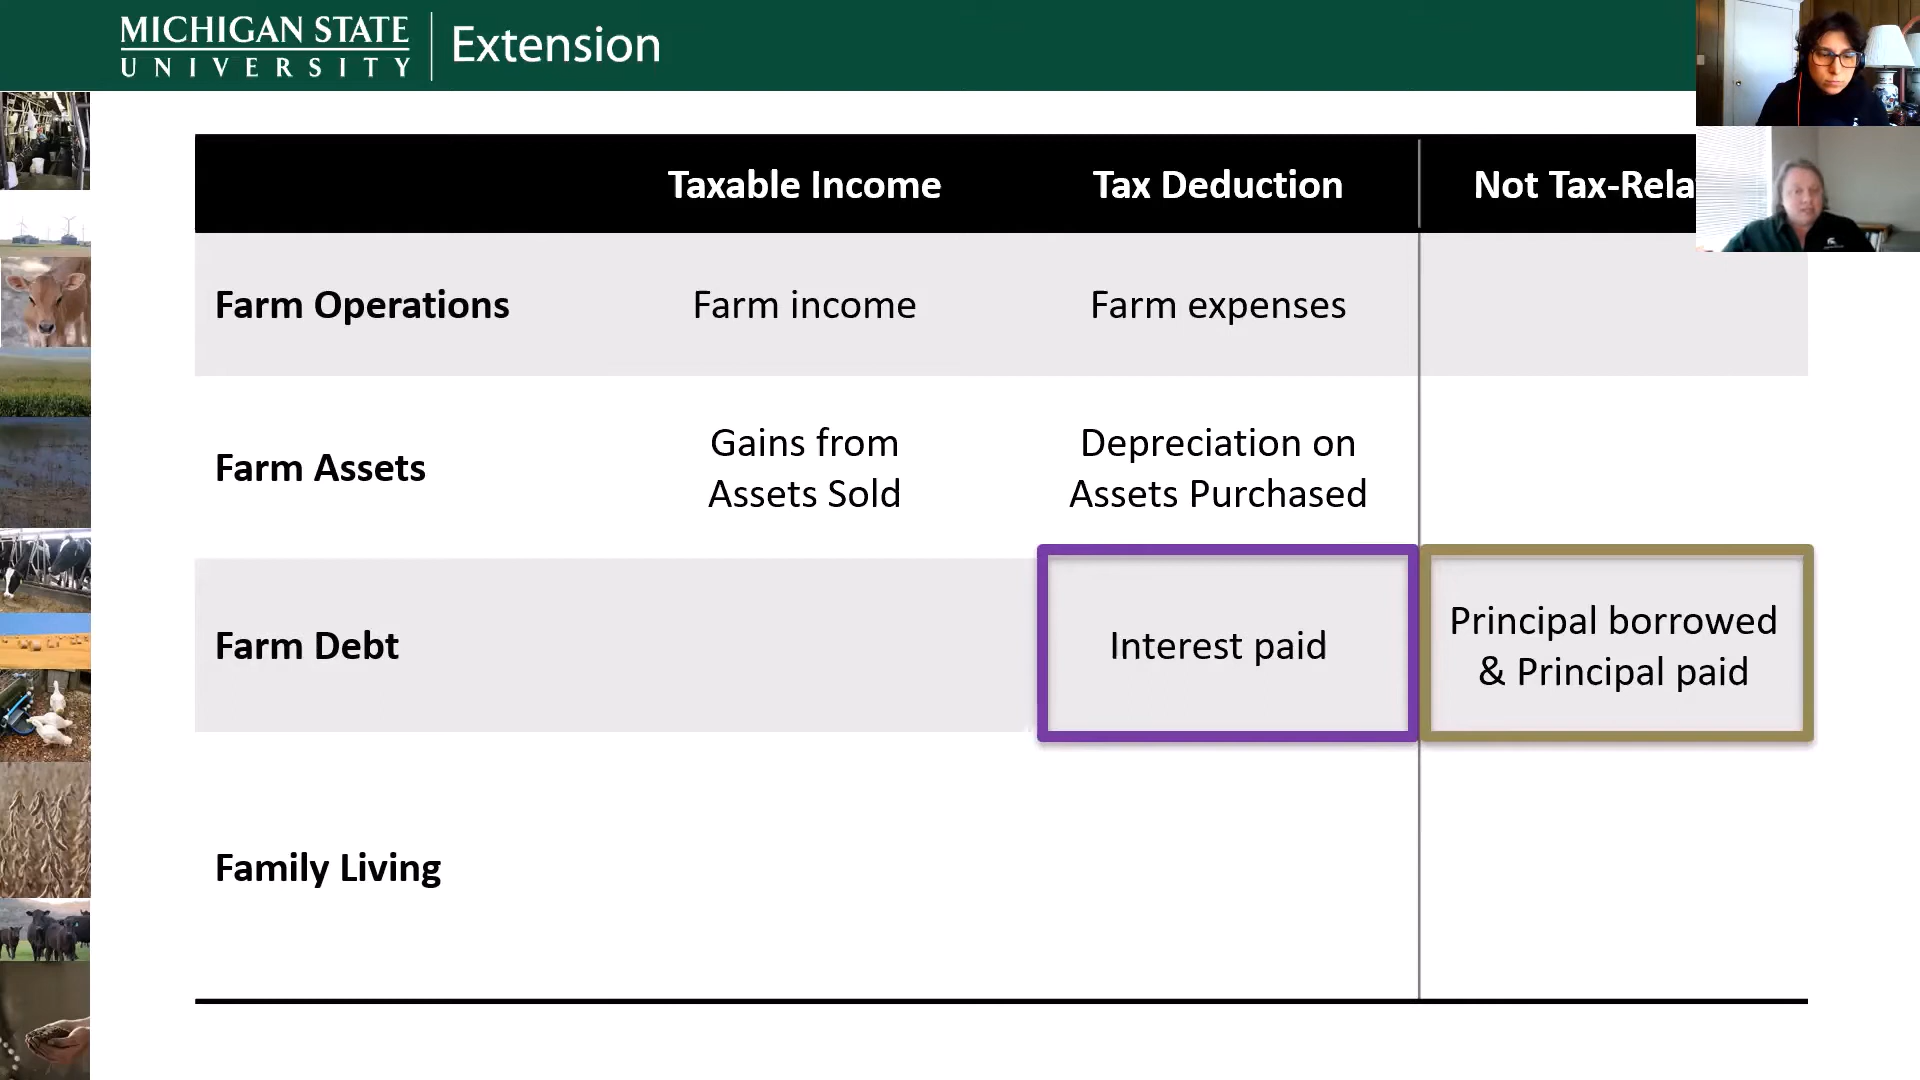 MICHIGAN STATE
UNIVERSITY
Extension
Taxable Income
Tax Deduction
Not Tax-Rela
Farm Operations
Farm income
Farm expenses
Farm Assets
Gains from
Assets Sold
Depreciation on
Assets Purchased
Farm Debt
Interest paid
Principal borrowed
& Principal paid
Family Living